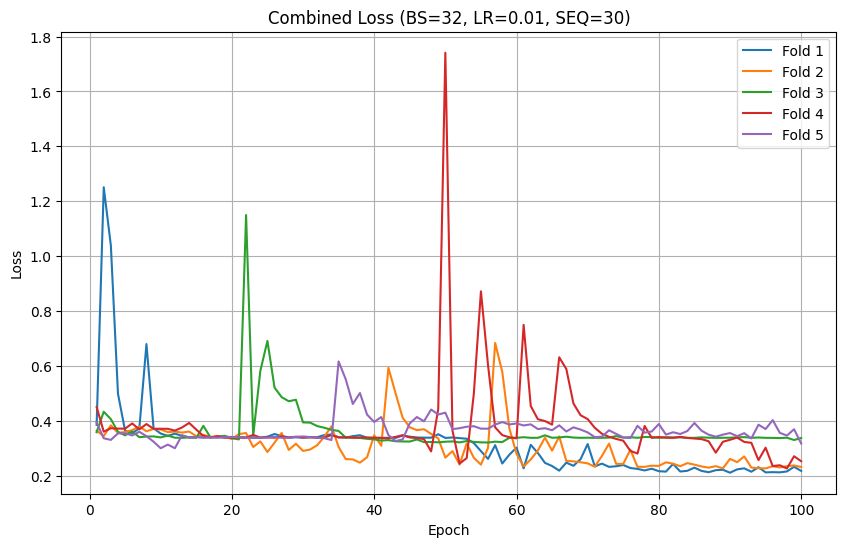 Combined Loss (BS=32, LR=0.01, SEQ=30)
Fold 1
Fold 2
Fold 3
Fold 4
Fold 5
Loss
1.8
1.6
1.4
1.2
1.0
0.8
0.6
0.4
0.2
0 20 40 60 80 100
Epoch